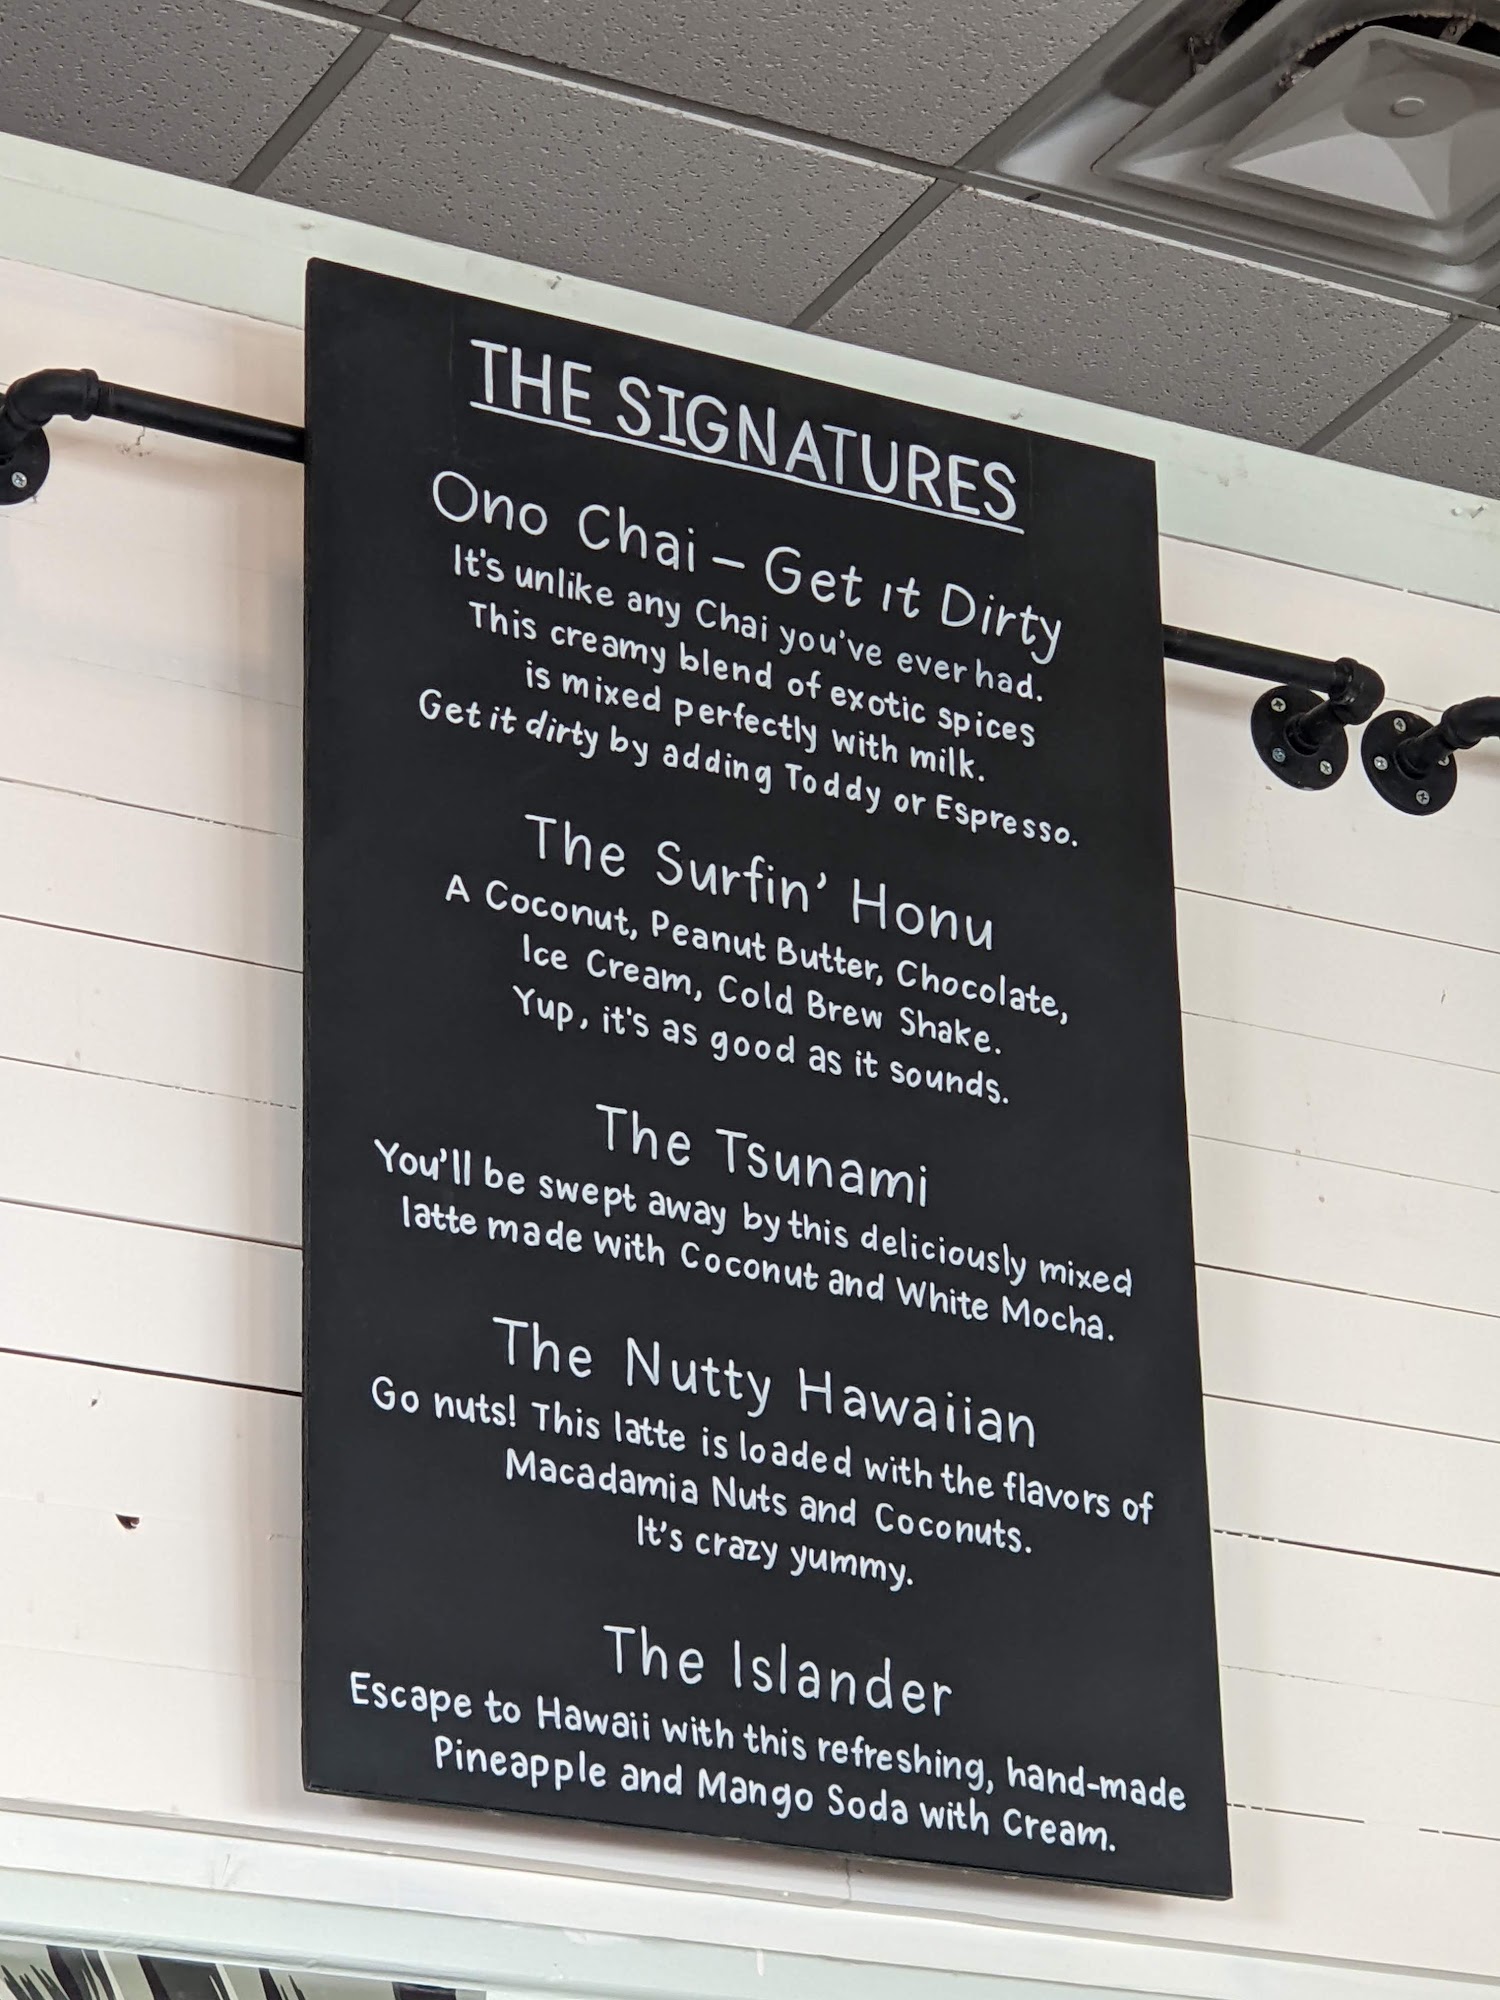 THE SIGNATURES
Ono Chai – Get it Dirty
It's unlike any Chai you've ever had.
This creamy blend of exotic spices
is mixed perfectly with milk.
Get it dirty by adding Toddy or Espresso.
The Surfin' Honu
A Coconut, Peanut Butter, Chocolate,
Ice Cream, Cold Brew Shake.
Yup, it's as good as it sounds.
The Tsunami
You'll be swept away by this deliciously mixed
latte made with Coconut and White Mocha.
The Nutty Hawaiian
Go nuts! This latte is loaded with the flavors of
Macadamia Nuts and Coconuts.
It's crazy yummy.
The Islander
Escape to Hawaii with this refreshing, hand-made
Pineapple and Mango Soda with Cream.